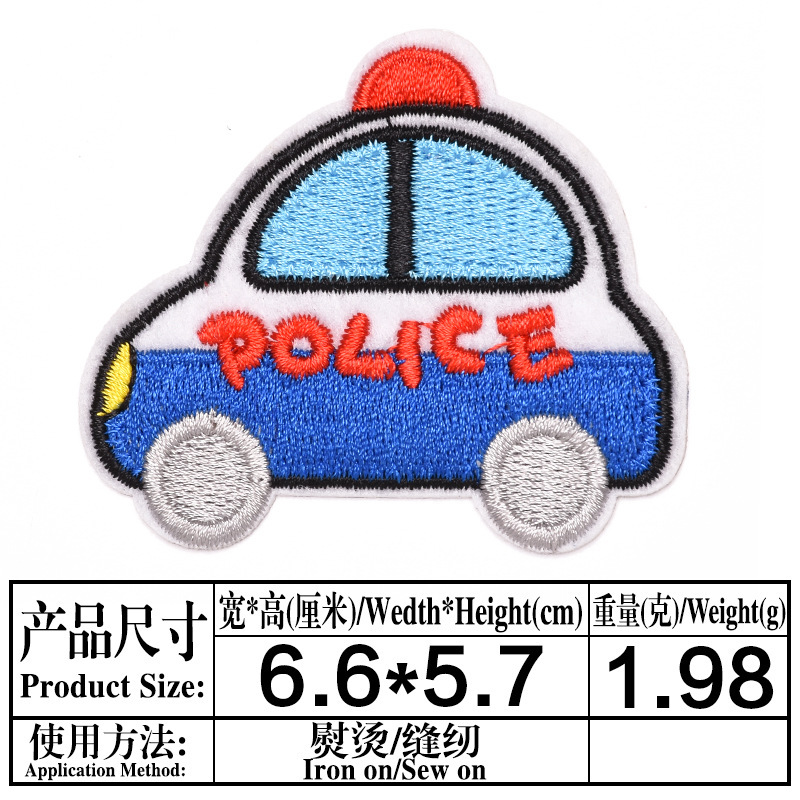 POLICE
产品尺寸
Product Size:
宽*高(厘米)/Wedth*Height(cm)
重量(克)/Weight(g)
6.6*5.7
1.98
使用方法:
Application Method:
熨烫/缝纫
Iron on/Sew on